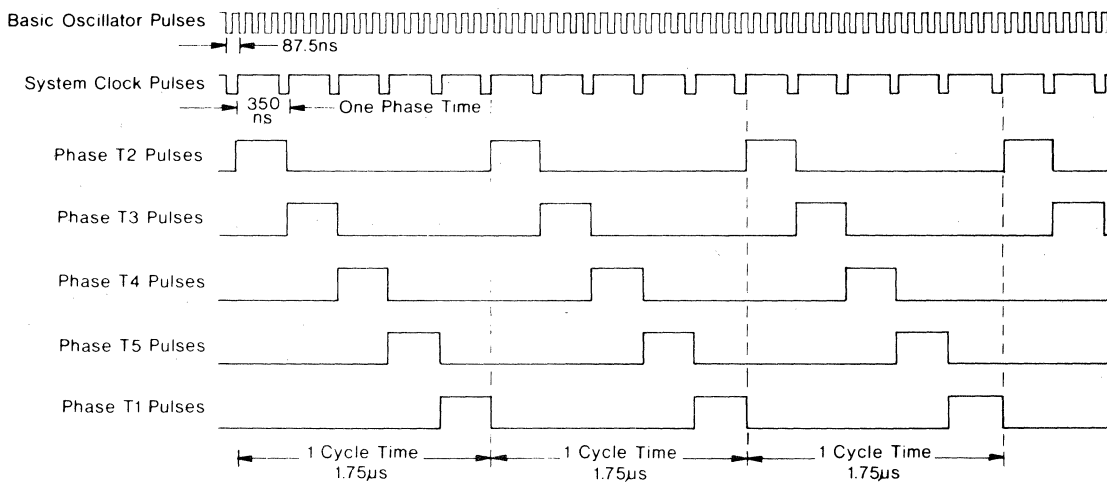 Basic Oscillator Pulses
87.5ns
System Clock Pulses
350 ns
One Phase Time
Phase T2 Pulses
Phase T3 Pulses
Phase T4 Pulses
Phase T5 Pulses
Phase T1 Pulses
1 Cycle Time
1.75µs
1 Cycle Time
1.75µs
1 Cycle Time
1.75µs